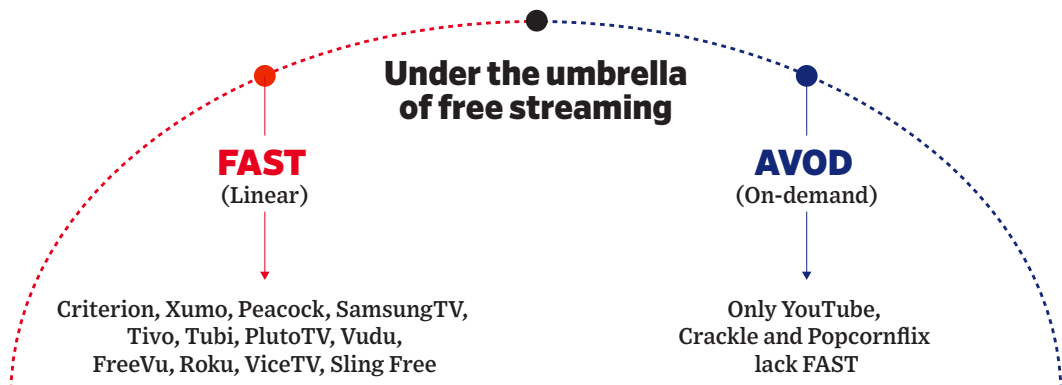 Under the umbrella
of free streaming
FAST
(Linear)
Criterion, Xumo, Peacock, SamsungTV,
Tivo, Tubi, PlutoTV, Vudu,
FreeVu, Roku, ViceTV, Sling Free
AVOD
(On-demand)
Only YouTube,
Crackle and Popcornflix
lack FAST